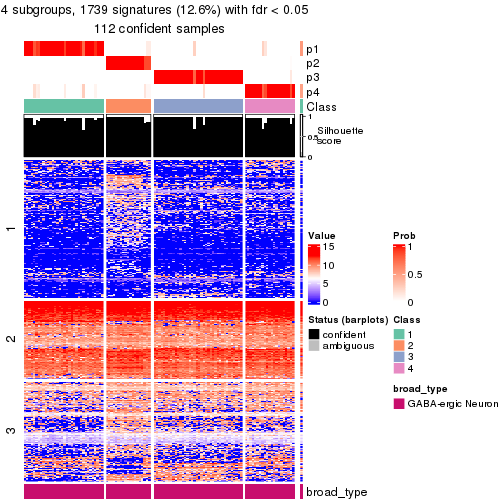 4 subgroups, 1739 signatures (12.6%) with fdr < 0.05
112 confident samples
p1
p2
p3
p4
Class
1
0.5
0
Silhouette
score
1
2
3
broad_type
Value
15
10
5
0
Prob
1
0.5
0
Status (barplots)
confident
ambiguous
Class
1
2
3
4
broad_type
GABA-ergic Neuron